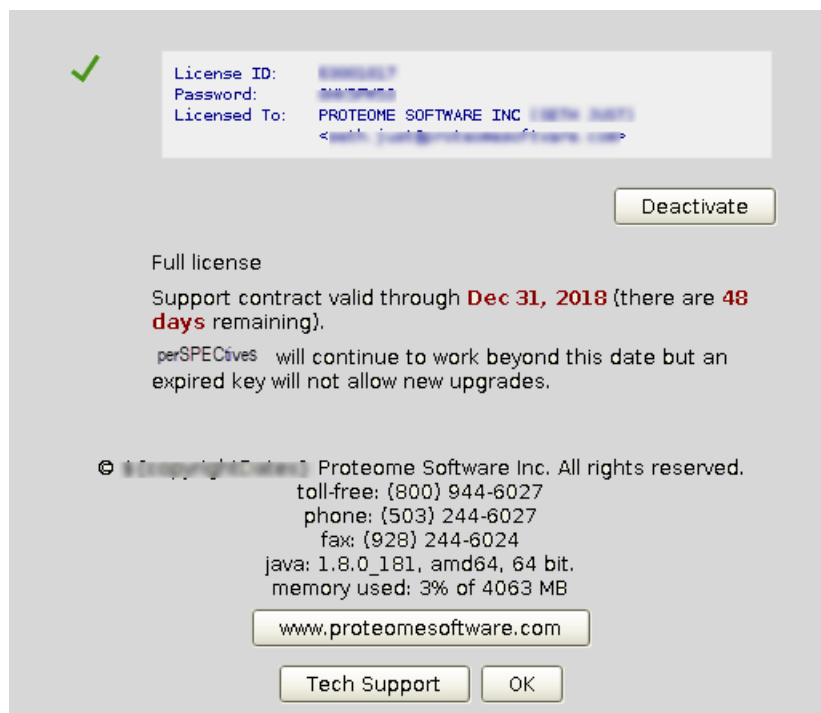 License ID:
Password:
Licensed To: PROTEOME SOFTWARE INC
Deactivate
Full license
Support contract valid through Dec 31, 2018 (there are 48
days remaining).
perSPECtives will continue to work beyond this date but an
expired key will not allow new upgrades.
© Proteome Software Inc. All rights reserved.
toll-free: (800) 944-6027
phone: (503) 244-6027
fax: (928) 244-6024
java: 1.8.0_181, amd64, 64 bit.
memory used: 3% of 4063 MB
www.proteomesoftware.com
Tech Support
OK